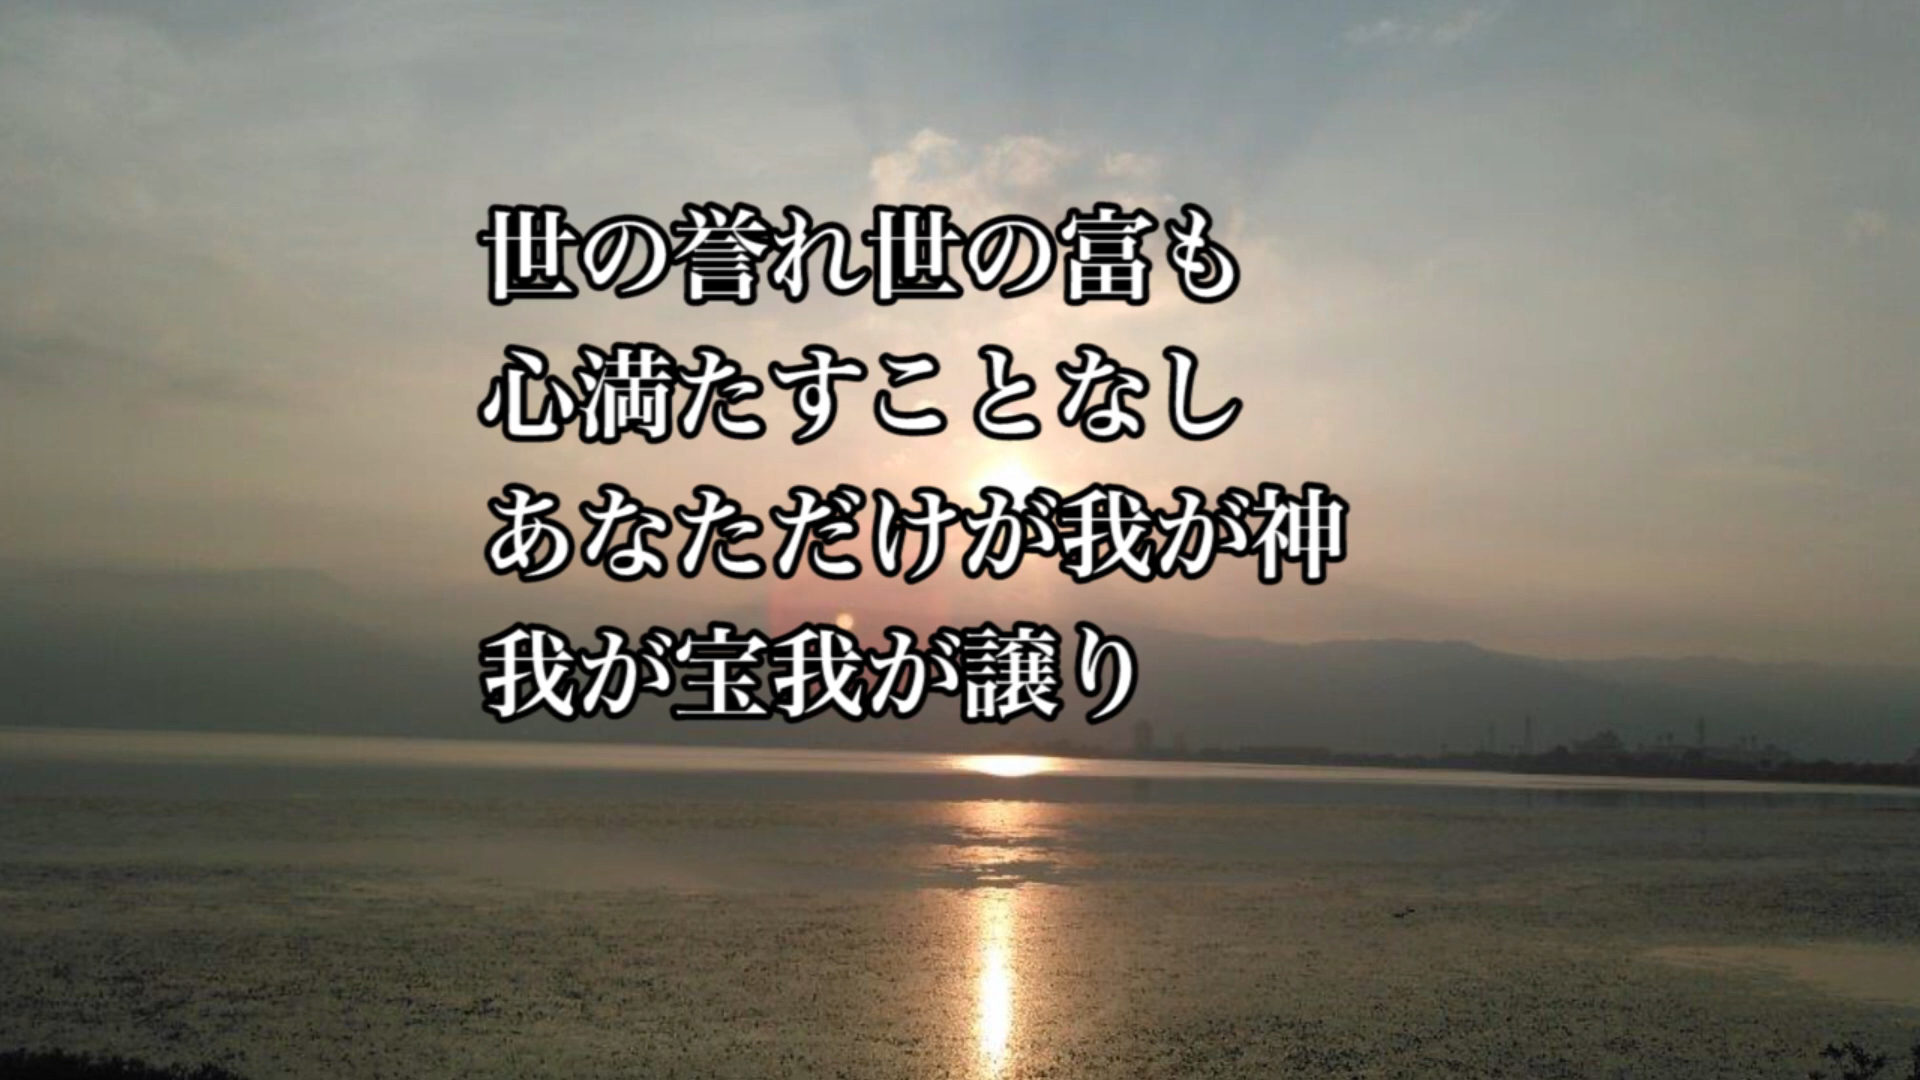 世の誉れ世の富も
心満たすことなし
あなただけが我が神
我が宝我が譲り